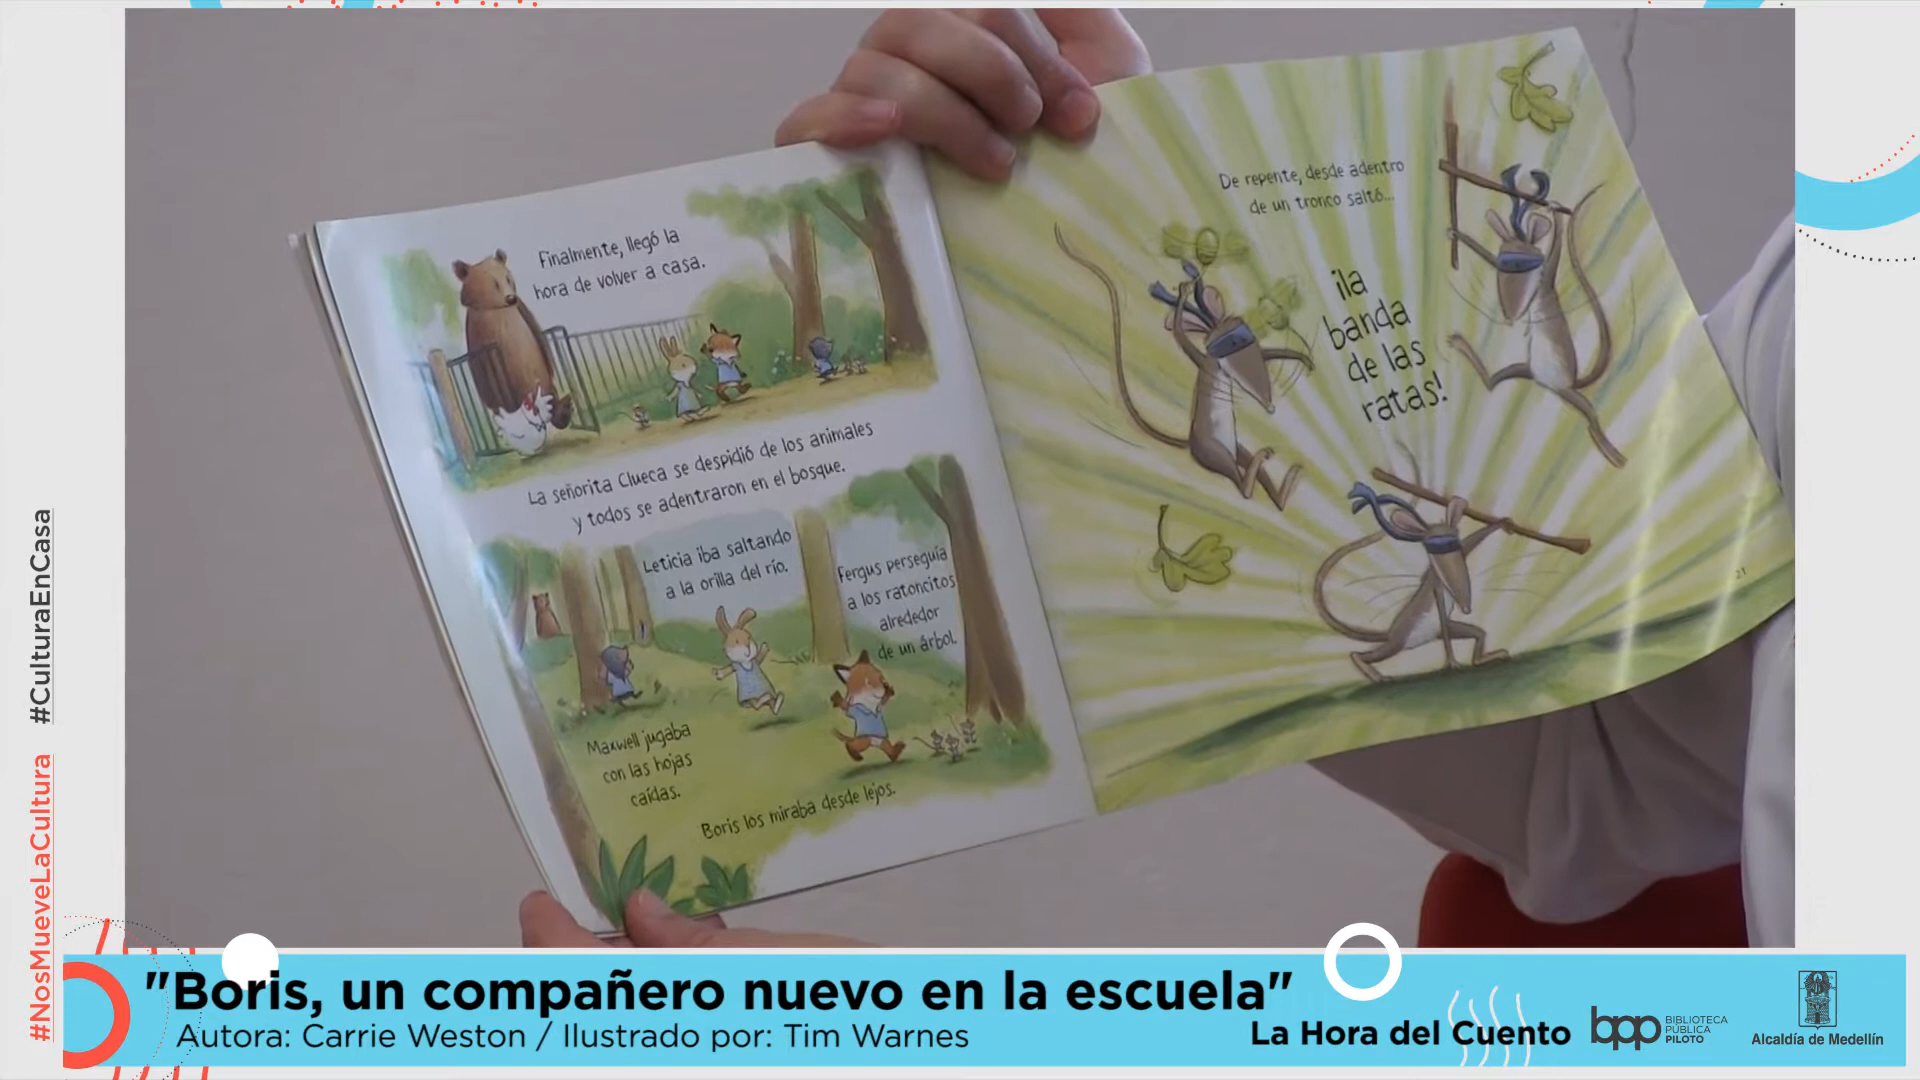 Finalmente, llegó la
hora de volver a casa.
La señorita Clueca se despidió de los animales
y todos se adentraron en el bosque.
Leticia iba saltando
a la orilla del río.
Fergus perseguía
a los ratoncitos
alrededor
de un árbol.
Maxwell jugaba
con las hojas
caídas.
Boris los miraba desde lejos.
De repente, desde adentro
de un tronco saltó...
¡la
banda
de las
ratas!
21
#NosMueveLaCultura #CulturaEnCasa
"Boris, un compañero nuevo en la escuela"
Autora: Carrie Weston / Ilustrado por: Tim Warnes
La Hora del Cuento
bpp
BIBLIOTECA
PÚBLICA
PILOTO
Alcaldía de Medellín